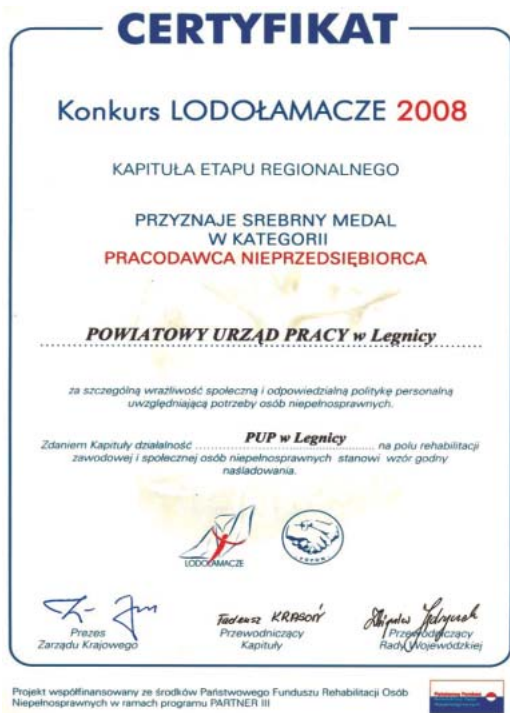 CERTYFIKAT
Konkurs LODOŁAMACZE 2008
KAPITUŁA ETAPU REGIONALNEGO
PRZYZNAJE SREBRNY MEDAL
W KATEGORII
PRACODAWCA NIEPRZEDSIĘBIORCA
POWIATOWY URZĄD PRACY w Legnicy
za szczególną wrażliwość społeczną i odpowiedzialną politykę personalną
uwzględniającą potrzeby osób niepełnosprawnych.
Zdaniem Kapituły działalność PUP w Legnicy na polu rehabilitacji
zawodowej i społecznej osób niepełnosprawnych stanowi wzór godny
naśladowania.
LODOŁAMACZE
Tadeusz KRASOŃ
Prezes
Zarządu Krajowego
Przewodniczący
Kapituły
Przewodniczący
Rady Wojewódzkiej
Projekt współfinansowany ze środków Państwowego Funduszu Rehabilitacji Osób
Niepełnosprawnych w ramach programu PARTNER III